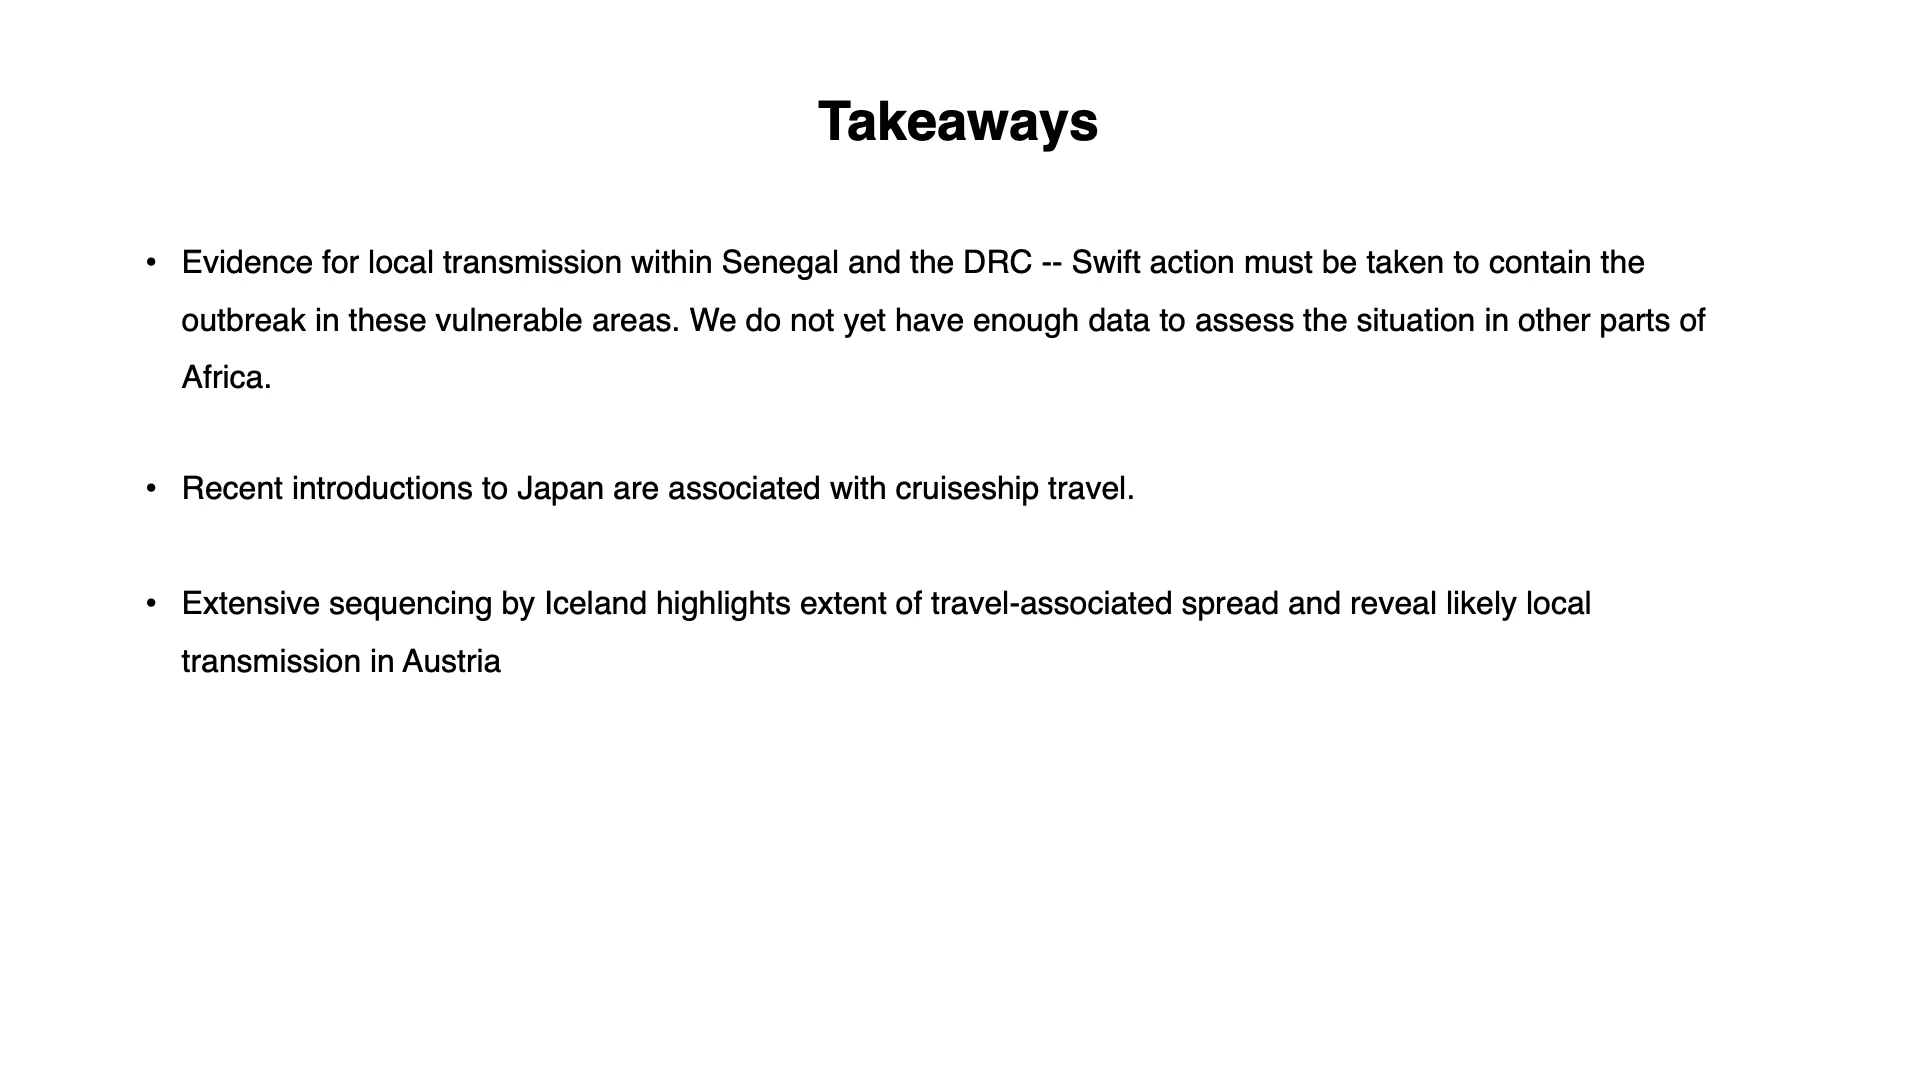 Takeaways
• Evidence for local transmission within Senegal and the DRC -- Swift action must be taken to contain the
outbreak in these vulnerable areas. We do not yet have enough data to assess the situation in other parts of
Africa.
• Recent introductions to Japan are associated with cruiseship travel.
• Extensive sequencing by Iceland highlights extent of travel-associated spread and reveal likely local
transmission in Austria